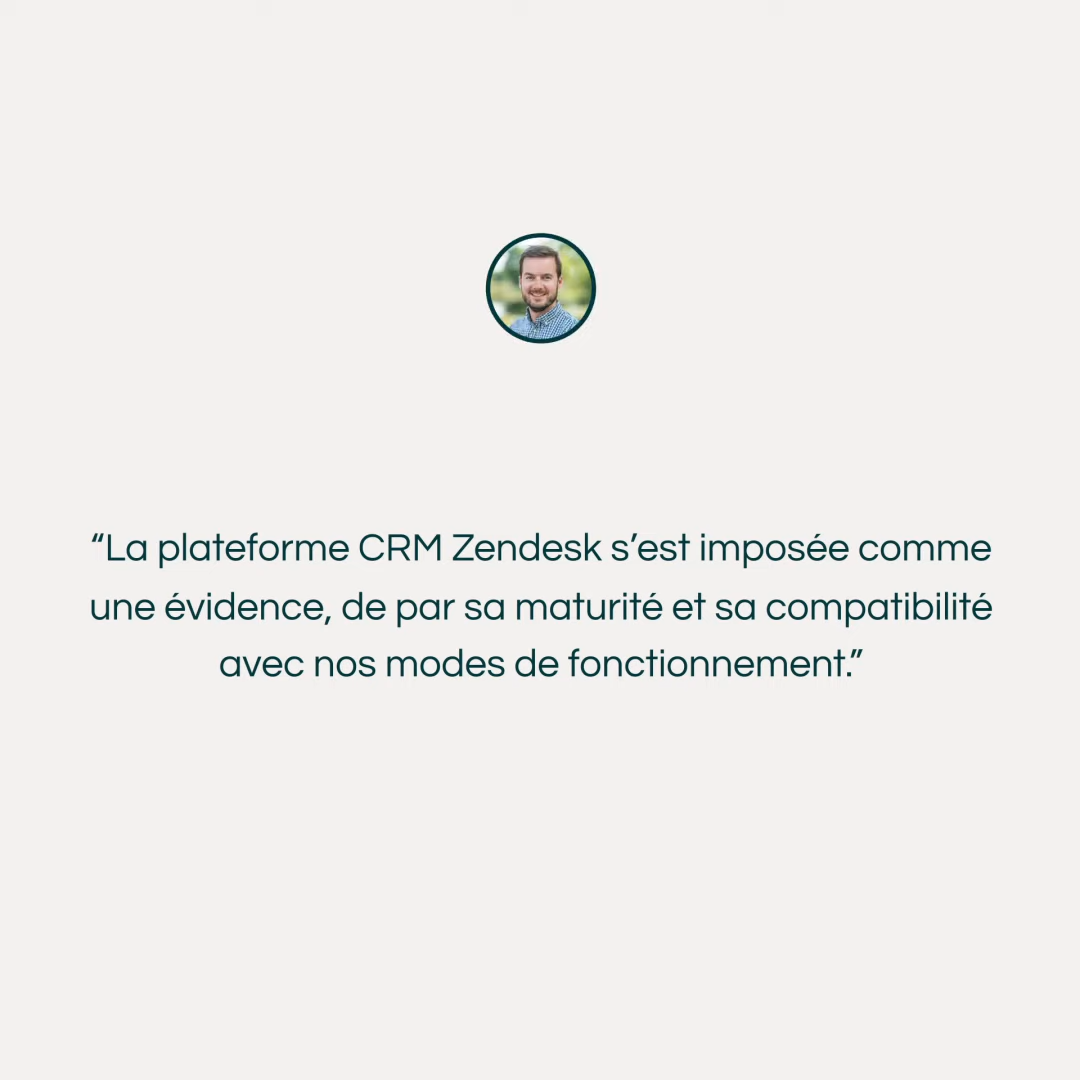 “La plateforme CRM Zendesk s’est imposée comme
une évidence, de par sa maturité et sa compatibilité
avec nos modes de fonctionnement.”